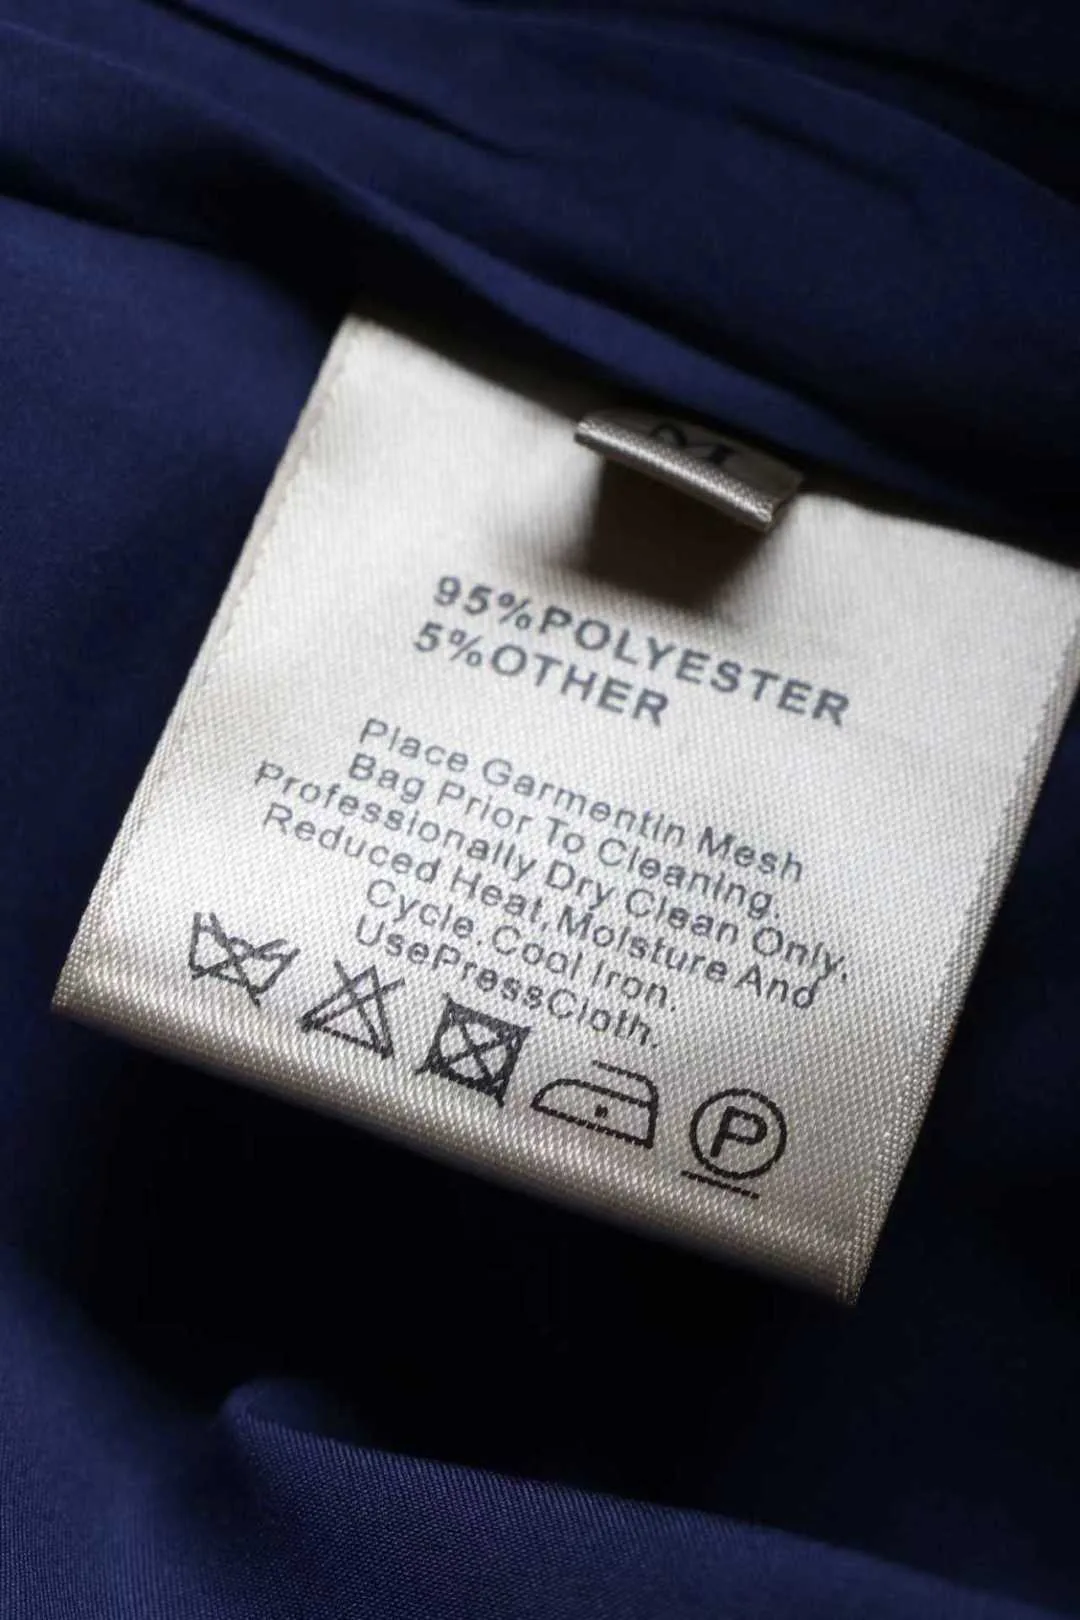 M
95%POLYESTER
5%OTHER
Place Garmentin Mesh
Bag Prior To Cleaning.
Professionally Dry Clean Only.
Reduced Heat,Moisture And
Cycle.Cool Iron.
UsePressCloth.
P